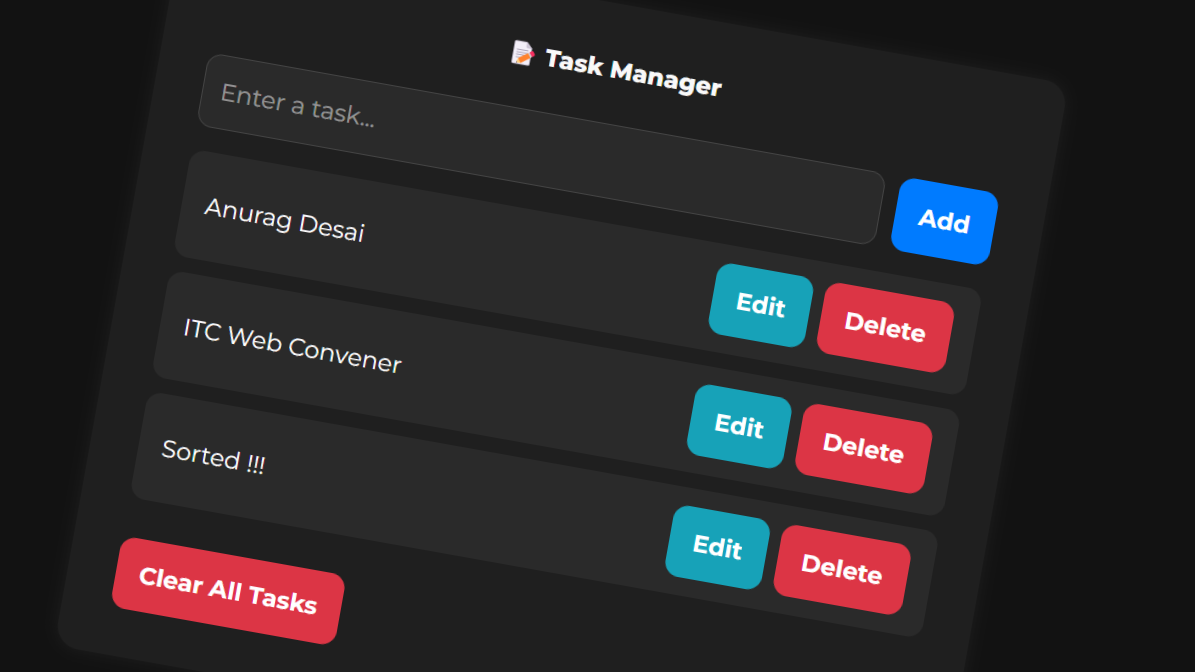 📝 Task Manager
Enter a task...
Add
Anurag Desai
Edit
Delete
ITC Web Convener
Edit
Delete
Sorted !!!
Edit
Delete
Clear All Tasks